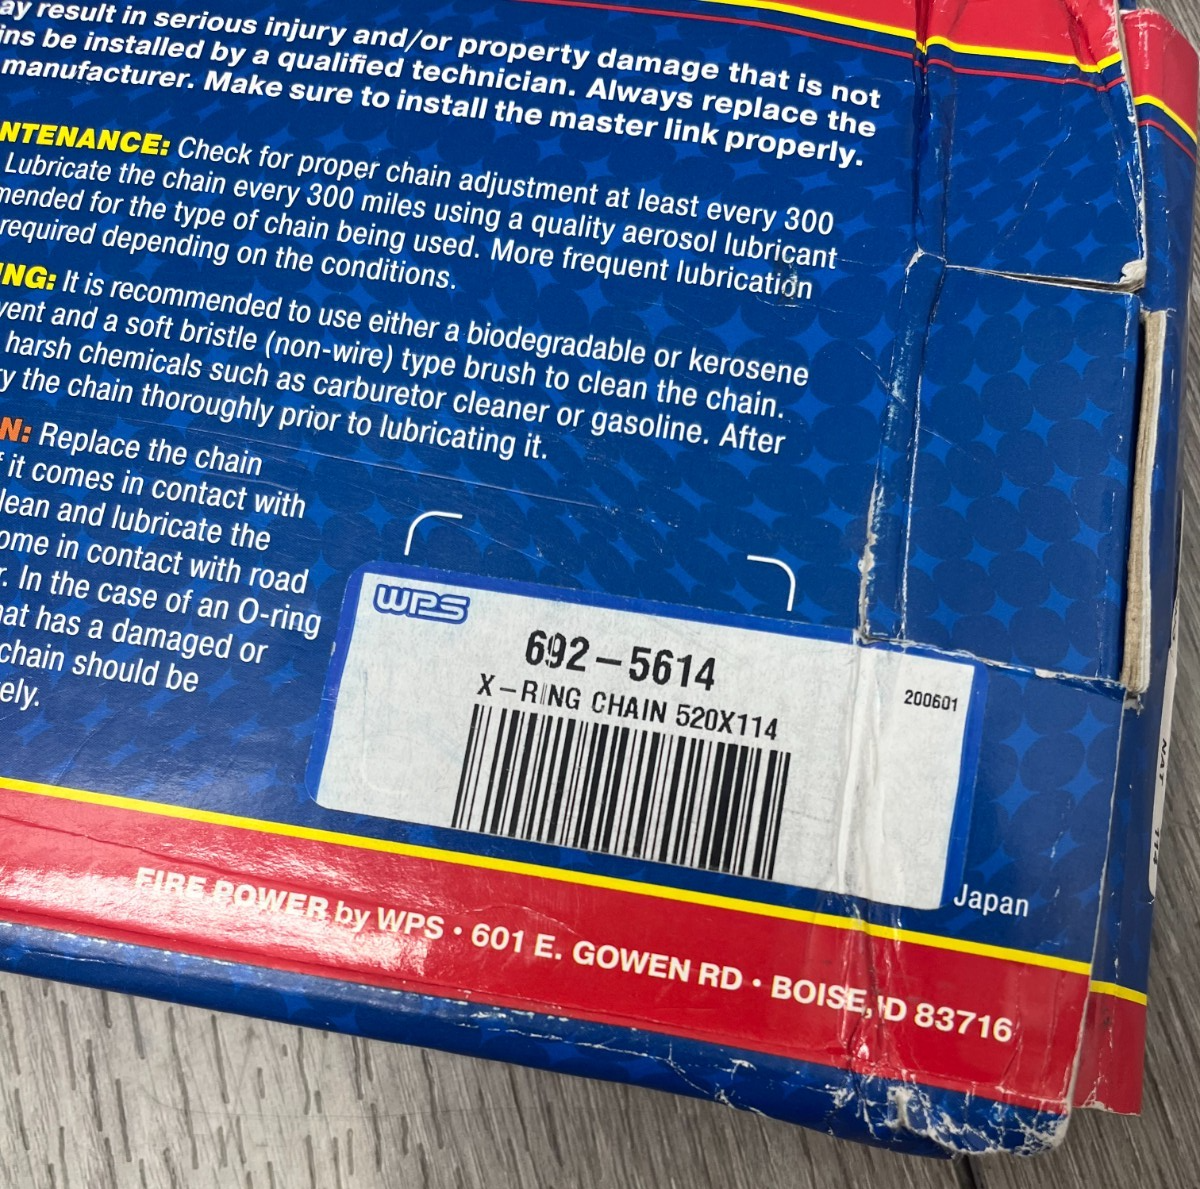 ay result in serious injury and/or property damage that is not
ins be installed by a qualified technician. Always replace the
manufacturer. Make sure to install the master link properly.
NTENANCE: Check for proper chain adjustment at least every 300
Lubricate the chain every 300 miles using a quality aerosol lubricant
mended for the type of chain being used. More frequent lubrication
required depending on the conditions.
ING: It is recommended to use either a biodegradable or kerosene
vent and a soft bristle (non-wire) type brush to clean the chain.
harsh chemicals such as carburetor cleaner or gasoline. After
y the chain thoroughly prior to lubricating it.
N: Replace the chain
it comes in contact with
lean and lubricate the
ome in contact with road
r. In the case of an O-ring
hat has a damaged or
chain should be
ely.
WPS
692-5614
X-RING CHAIN 520X114
200601
Japan
FIRE POWER by WPS • 601 E. GOWEN RD • BOISE, ID 83716
NAT
114